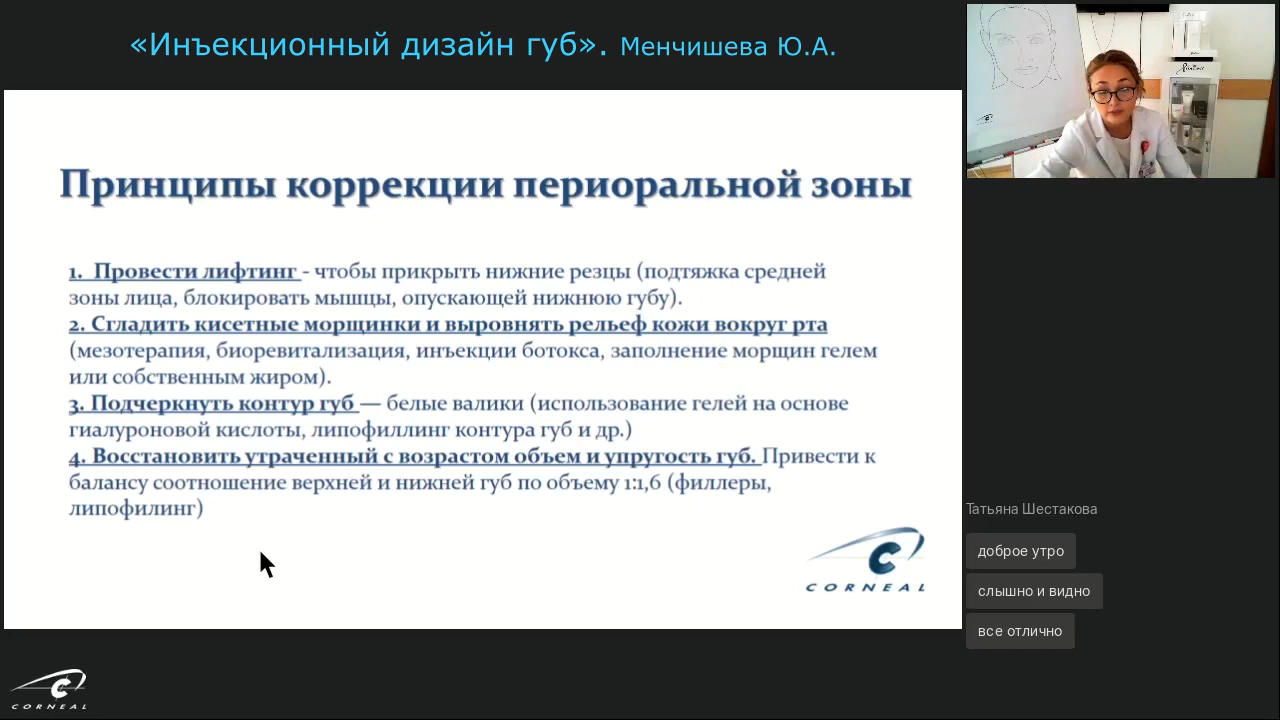 «Инъекционный дизайн губ». Менчишева Ю.А.
Принципы коррекции периоральной зоны
1. Провести лифтинг - чтобы прикрыть нижние резцы (подтяжка средней
зоны лица, блокировать мышцы, опускающей нижнюю губу).
2. Сгладить кисетные морщинки и выровнять рельеф кожи вокруг рта
(мезотерапия, биоревитализация, инъекции ботокса, заполнение морщин гелем
или собственным жиром).
3. Подчеркнуть контур губ — белые валики (использование гелей на основе
гиалуроновой кислоты, липофиллинг контура губ и др.)
4. Восстановить утраченный с возрастом объем и упругость губ. Привести к
балансу соотношение верхней и нижней губ по объему 1:1,6 (филлеры,
липофилинг)
CORNEAL
Татьяна Шестакова
доброе утро
слышно и видно
все отлично
CORNEAL